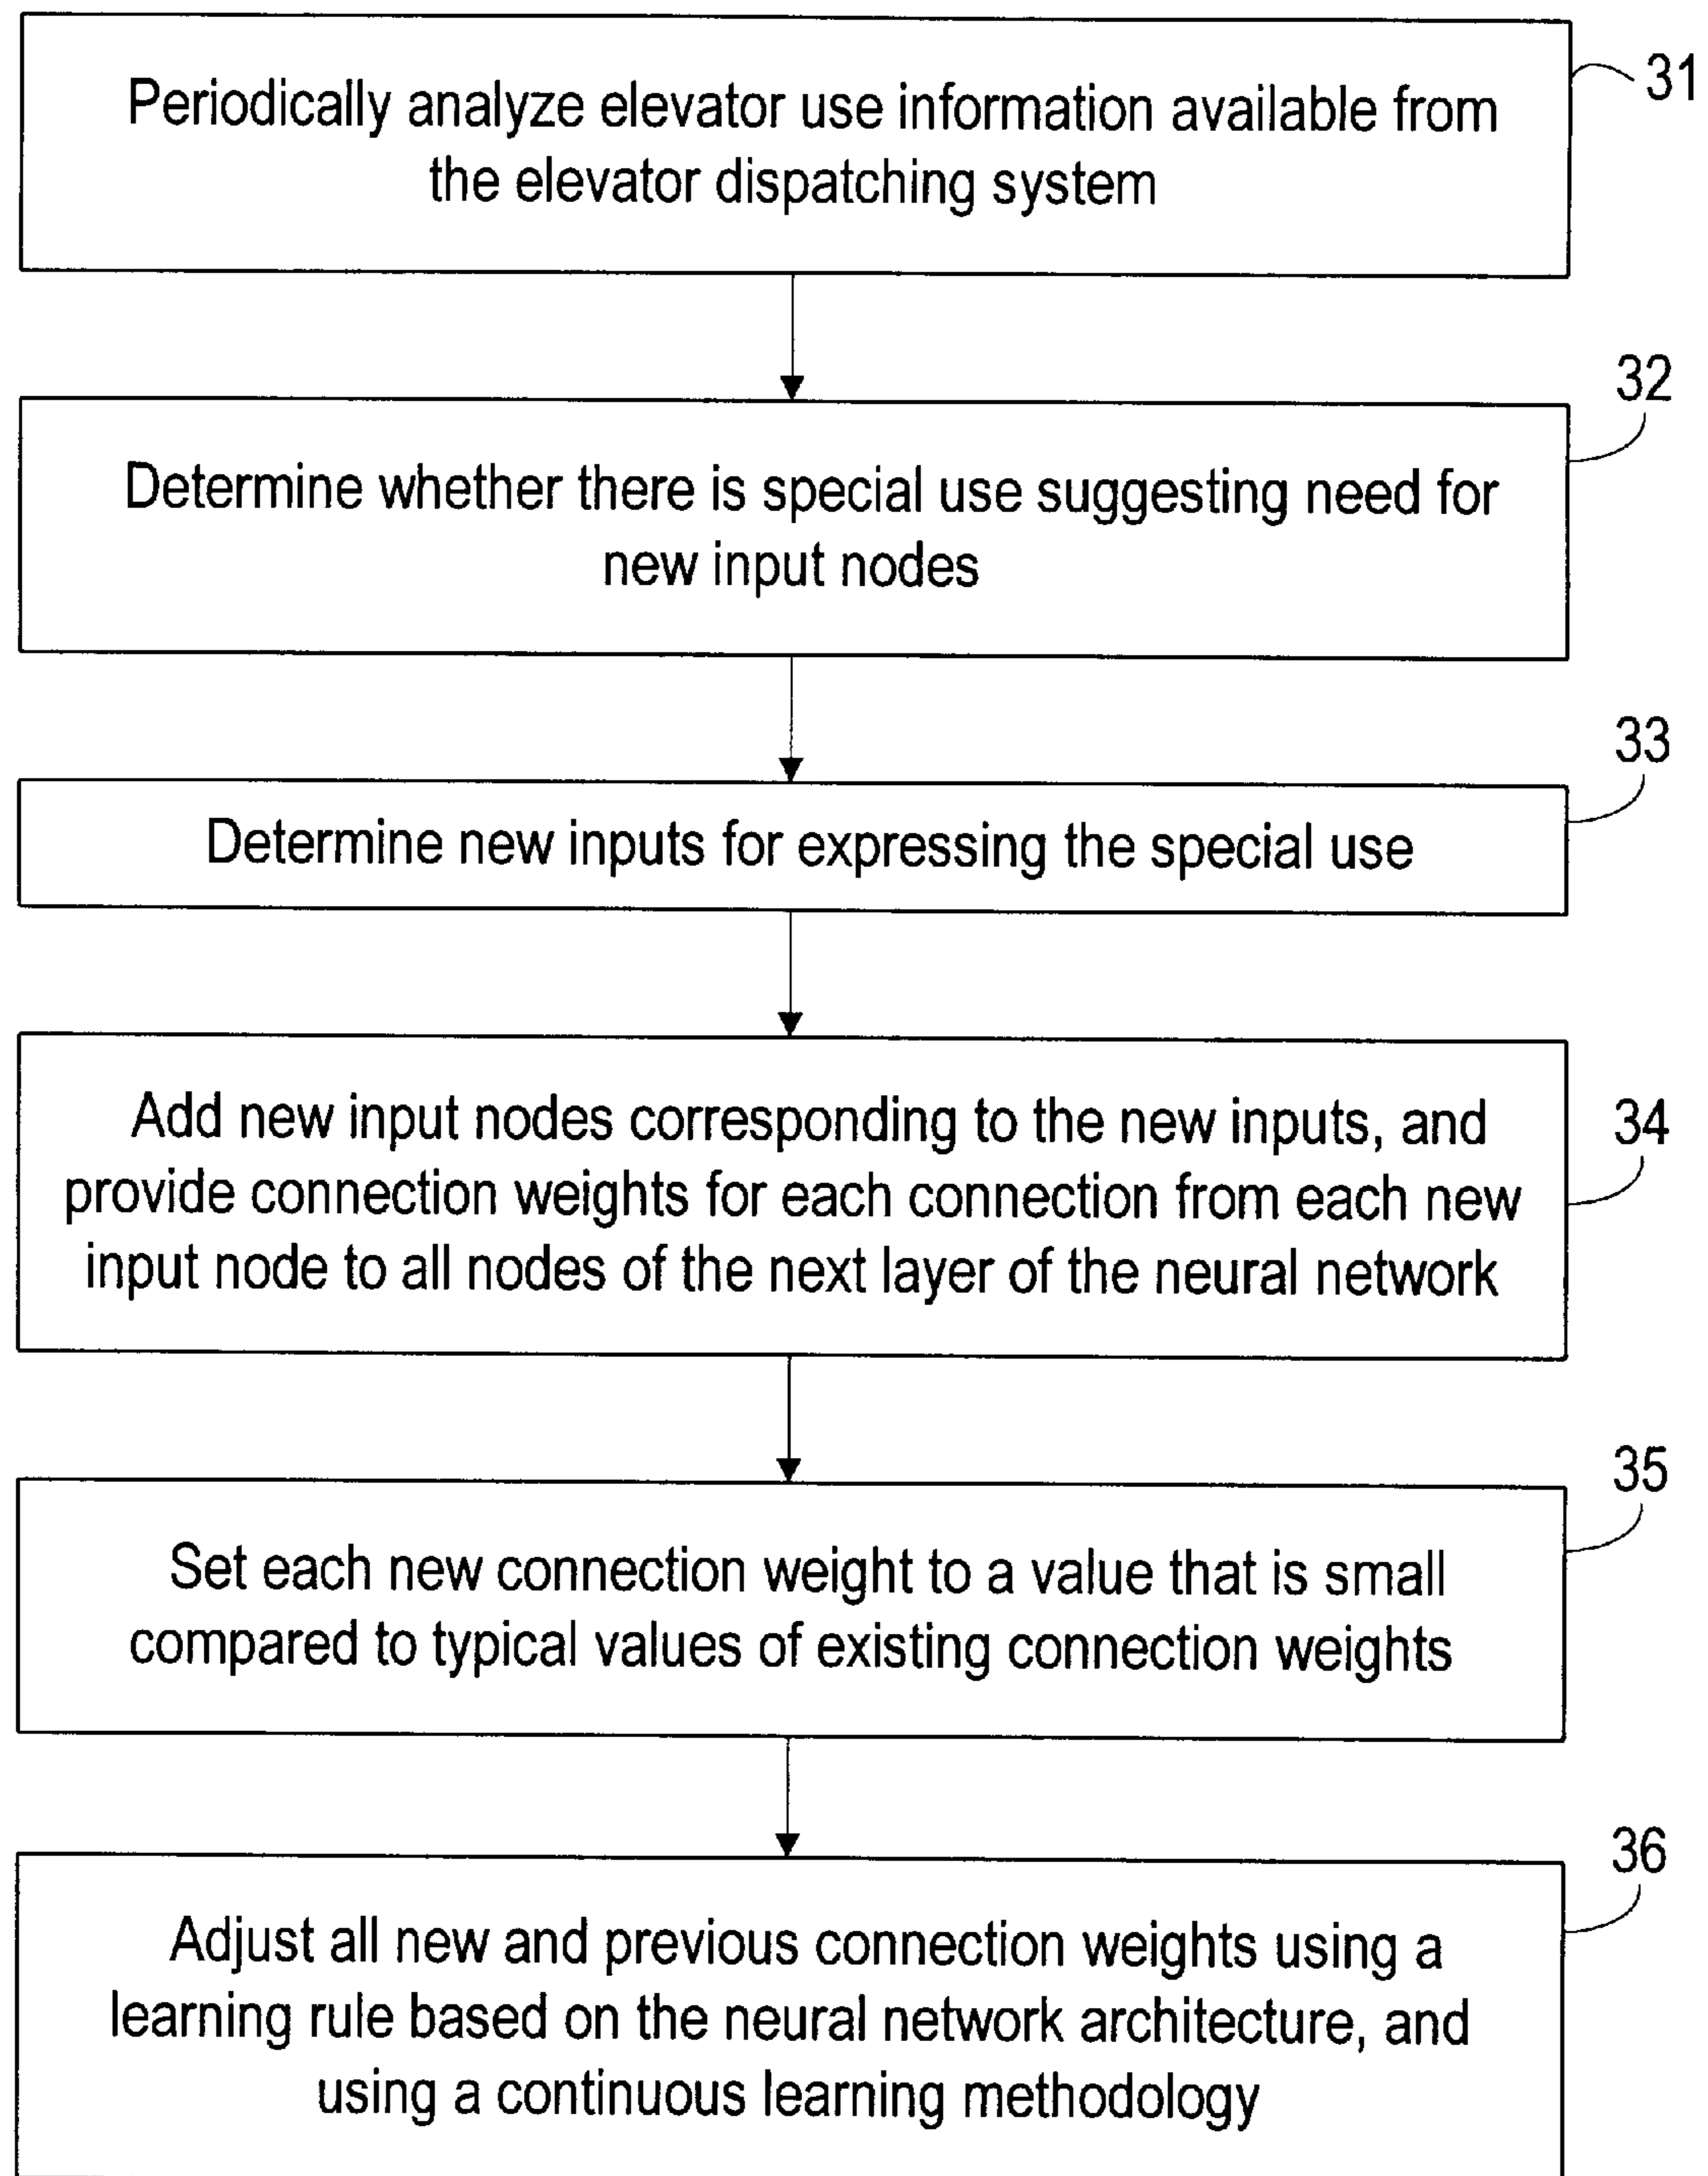 Periodically analyze elevator use information available from
the elevator dispatching system
31
32
Determine whether there is special use suggesting need for
new input nodes
33
Determine new inputs for expressing the special use
Add new input nodes corresponding to the new inputs, and
provide connection weights for each connection from each new
input node to all nodes of the next layer of the neural network
34
35
Set each new connection weight to a value that is small
compared to typical values of existing connection weights
36
Adjust all new and previous connection weights using a
learning rule based on the neural network architecture, and
using a continuous learning methodology